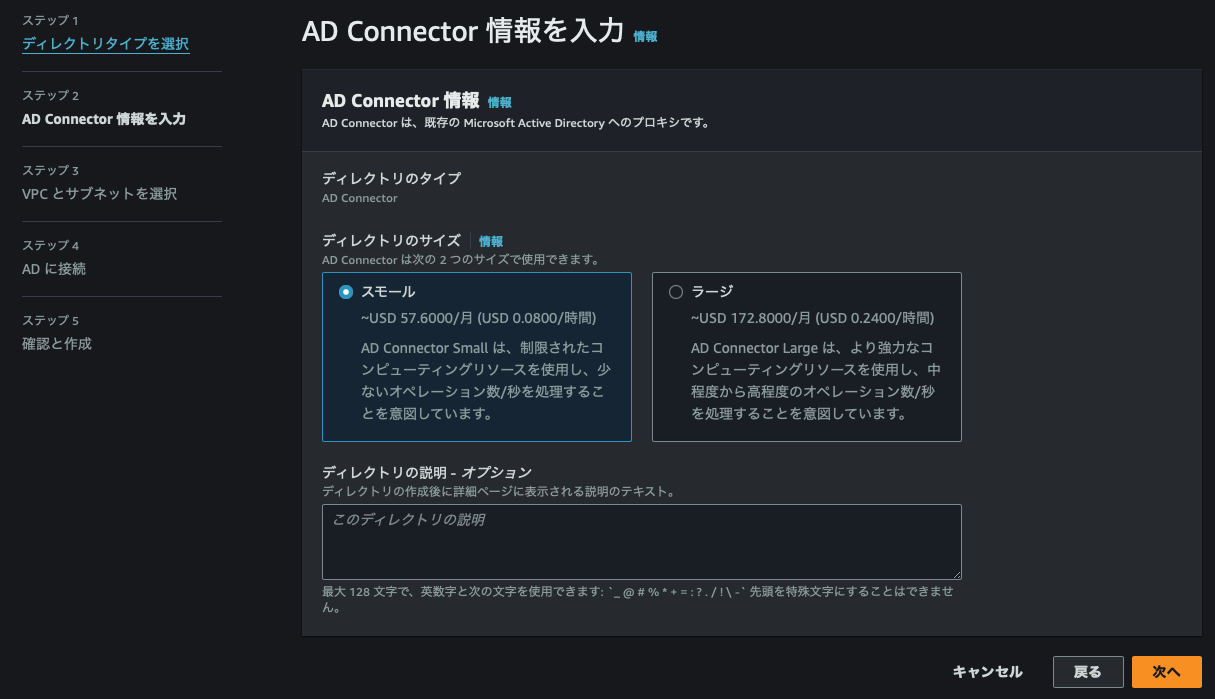 ステップ 1
ディレクトリタイプを選択
ステップ 2
AD Connector 情報を入力
ステップ 3
VPC とサブネットを選択
ステップ 4
AD に接続
ステップ 5
確認と作成
AD Connector 情報を入力 情報
AD Connector 情報 情報
AD Connector は、既存の Microsoft Active Directory へのプロキシです。
ディレクトリのタイプ
AD Connector
ディレクトリのサイズ 情報
AD Connector は次の 2 つのサイズで使用できます。
スモール
~USD 57.6000/月 (USD 0.0800/時間)
AD Connector Small は、制限されたコ
ンピューティングリソースを使用し、少
ないオペレーション数/秒を処理するこ
とを意図しています。
ラージ
~USD 172.8000/月 (USD 0.2400/時間)
AD Connector Large は、より強力なコ
ンピューティングリソースを使用し、中
程度から高程度のオペレーション数/秒
を処理することを意図しています。
ディレクトリの説明 - オプション
ディレクトリの作成後に詳細ページに表示される説明のテキスト。
このディレクトリの説明
最大 128 文字で、英数字と次の文字を使用できます: `_ @ # % * + = : ? . / ! \ -` 先頭を特殊文字にすることはできませ
ん。
キャンセル 戻る 次へ